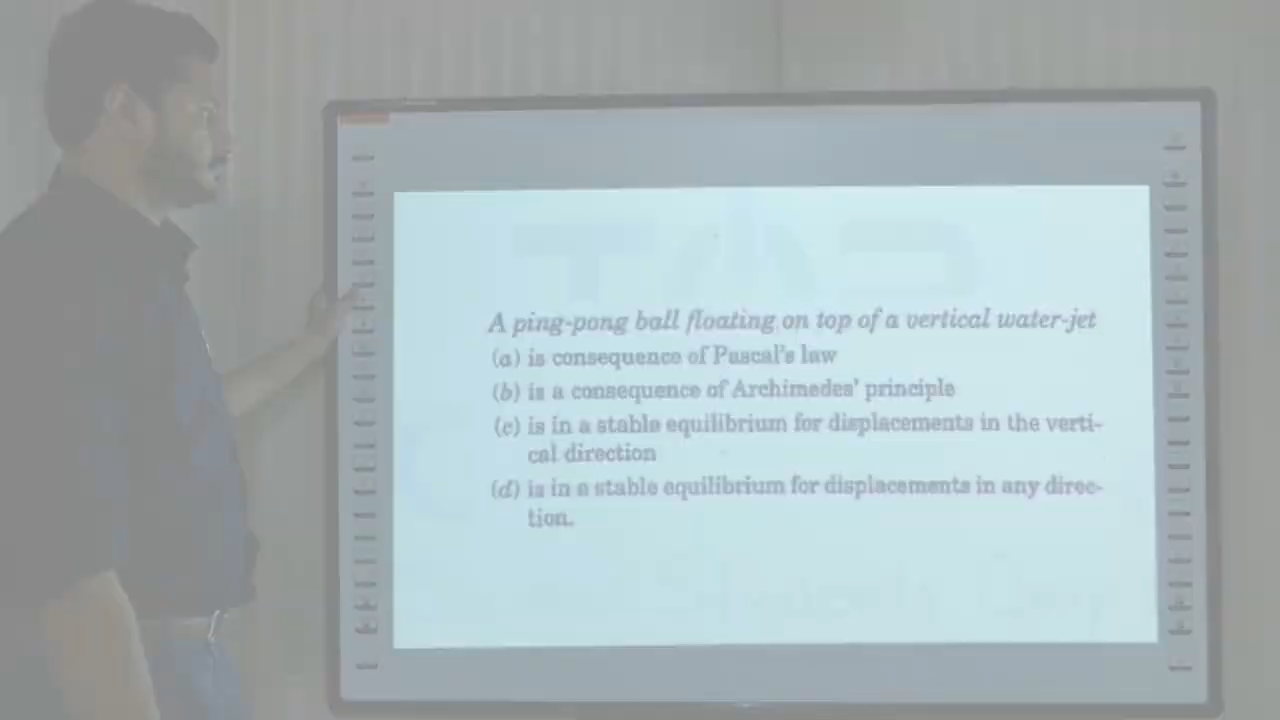 A ping-pong ball floating on top of a vertical water-jet
(a) is consequence of Pascal's law
(b) is a consequence of Archimedes' principle
(c) is in a stable equilibrium for displacements in the verti-
cal direction
(d) is in a stable equilibrium for displacements in any direc-
tion.